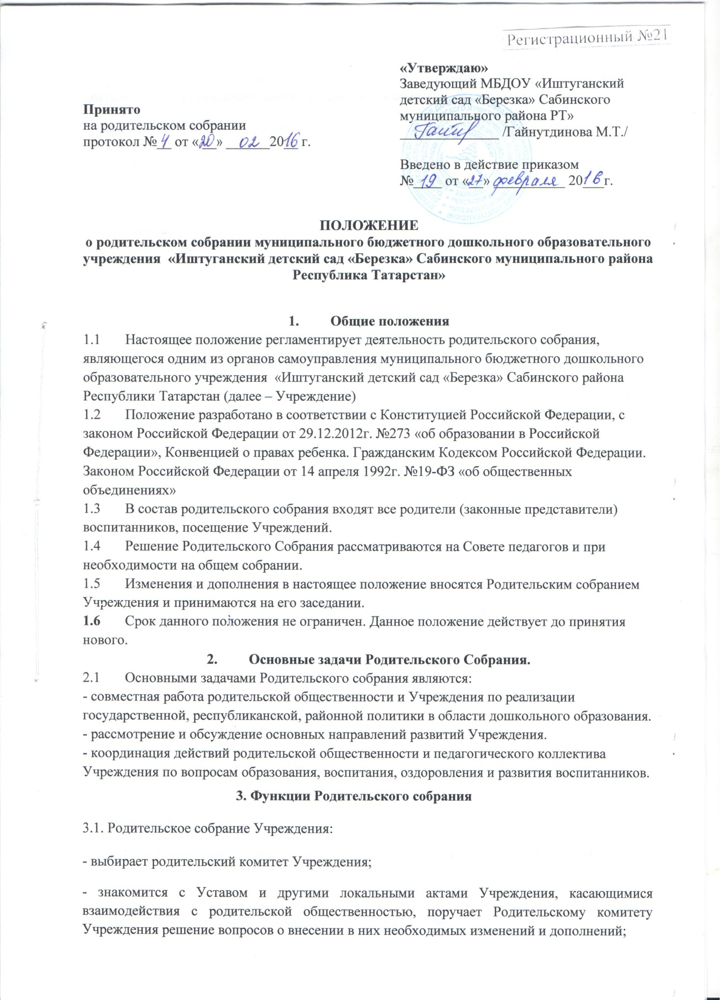 Регистрационный №21
«Утверждаю»
Заведующий МБДОУ «Иштуганский
детский сад «Березка» Сабинского
муниципального района РТ»
/Гайнутдинова М.Т./
Введено в действие приказом
№ 19 от «27» февраля 2016 г.
Принято
на родительском собрании
протокол № 4 от «20» 02 2016 г.
ПОЛОЖЕНИЕ
о родительском собрании муниципального бюджетного дошкольного образовательного
учреждения «Иштуганский детский сад «Березка» Сабинского муниципального района
Республика Татарстан»
1. Общие положения
1.1 Настоящее положение регламентирует деятельность родительского собрания,
являющегося одним из органов самоуправления муниципального бюджетного дошкольного
образовательного учреждения «Иштуганский детский сад «Березка» Сабинского района
Республики Татарстан (далее – Учреждение)
1.2 Положение разработано в соответствии с Конституцией Российской Федерации, с
законом Российской Федерации от 29.12.2012г. №273 «об образовании в Российской
Федерации», Конвенцией о правах ребенка. Гражданским Кодексом Российской Федерации.
Законом Российской Федерации от 14 апреля 1992г. №19-ФЗ «об общественных
объединениях»
1.3 В состав родительского собрания входят все родители (законные представители)
воспитанников, посещение Учреждений.
1.4 Решение Родительского Собрания рассматриваются на Совете педагогов и при
необходимости на общем собрании.
1.5 Изменения и дополнения в настоящее положение вносятся Родительским собранием
Учреждения и принимаются на его заседании.
1.6 Срок данного положения не ограничен. Данное положение действует до принятия
нового.
2. Основные задачи Родительского Собрания.
2.1 Основными задачами Родительского собрания являются:
- совместная работа родительской общественности и Учреждения по реализации
государственной, республиканской, районной политики в области дошкольного образования.
- рассмотрение и обсуждение основных направлений развитий Учреждения.
- координация действий родительской общественности и педагогического коллектива
Учреждения по вопросам образования, воспитания, оздоровления и развития воспитанников.
3. Функции Родительского собрания
3.1. Родительское собрание Учреждения:
- выбирает родительский комитет Учреждения;
- знакомится с Уставом и другими локальными актами Учреждения, касающимися
взаимодействия с родительской общественностью, поручает Родительскому комитету
Учреждения решение вопросов о внесении в них необходимых изменений и дополнений;